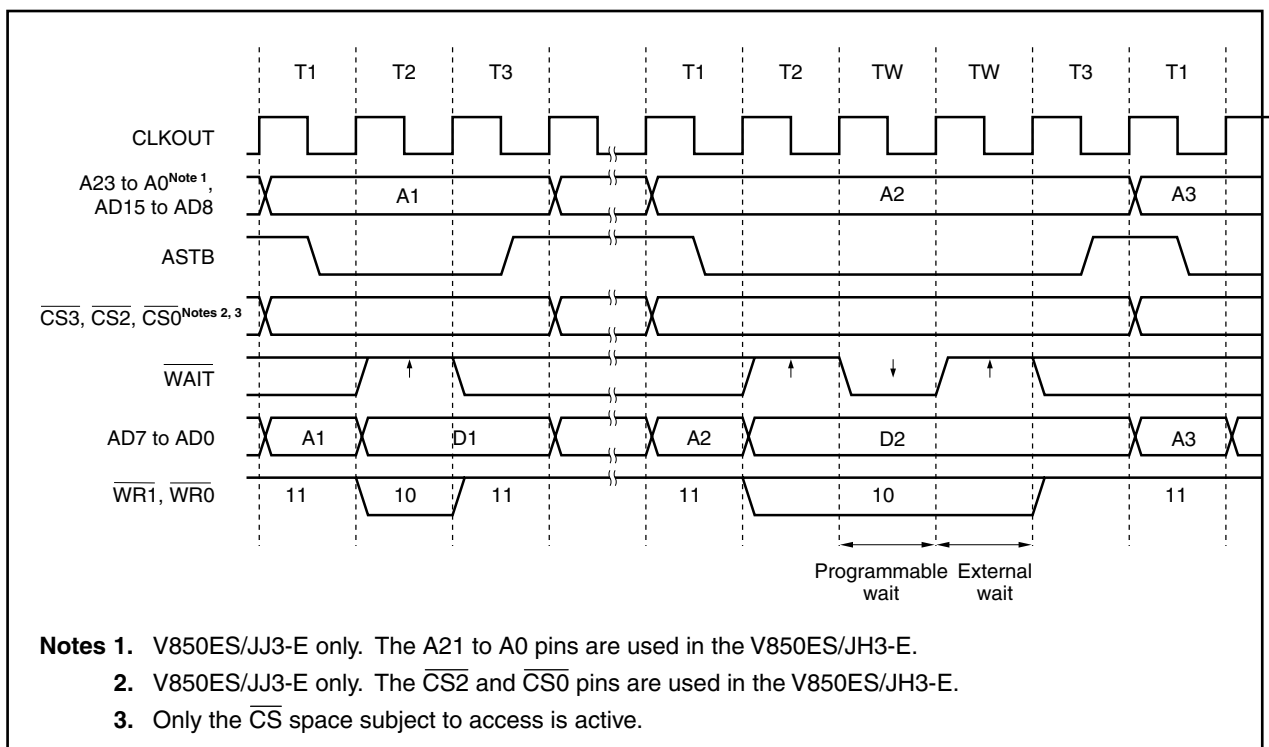 T1 T2 T3 T1 T2 TW TW T3 T1
CLKOUT
A23 to A0Note 1,
AD15 to AD8
A1 A2 A3
ASTB
CS3, CS2, CS0Notes 2, 3
WAIT
AD7 to AD0 A1 D1 A2 D2 A3
WR1, WR0 11 10 11 11 10 11
Programmable wait
External wait
Notes 1. V850ES/JJ3-E only. The A21 to A0 pins are used in the V850ES/JH3-E.
2. V850ES/JJ3-E only. The CS2 and CS0 pins are used in the V850ES/JH3-E.
3. Only the CS space subject to access is active.